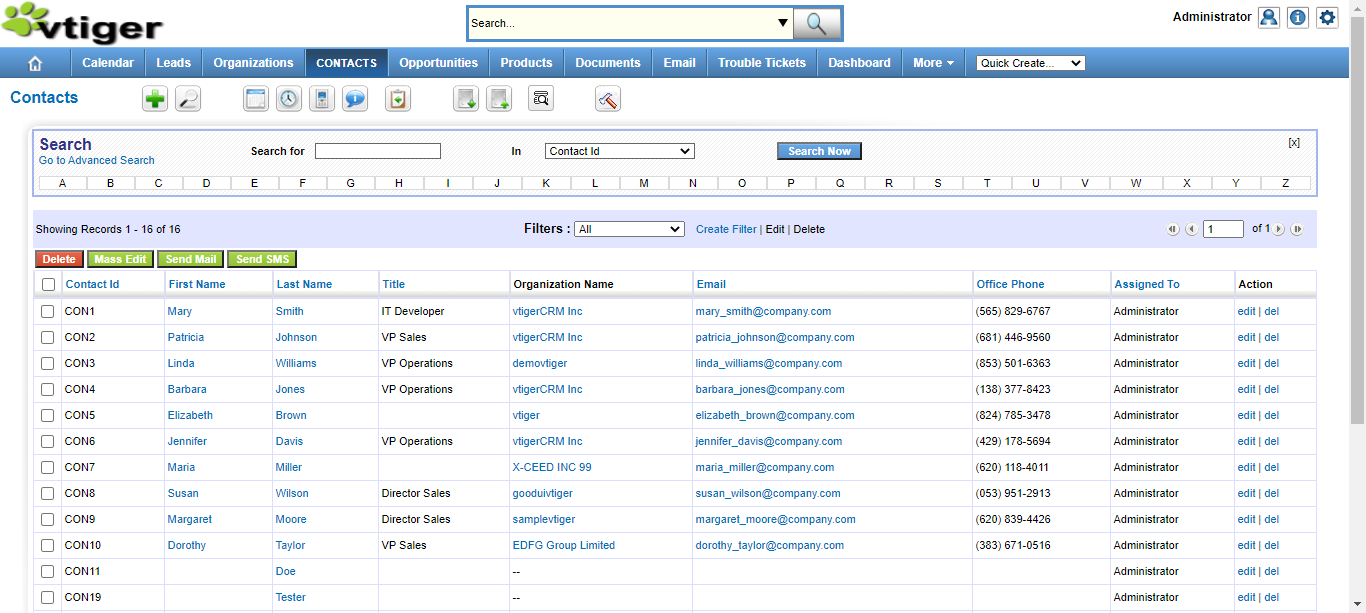 vtiger
Search...
Administrator
Calendar Leads Organizations CONTACTS Opportunities Products Documents Email Trouble Tickets Dashboard More Quick Create...
Contacts
Search
Go to Advanced Search
Search for In Contact Id Search Now [X]
A B C D E F G H I J K L M N O P Q R S T U V W X Y Z
Showing Records 1 - 16 of 16 Filters : All Create Filter | Edit | Delete 1 of 1
Delete Mass Edit Send Mail Send SMS
Contact Id First Name Last Name Title Organization Name Email Office Phone Assigned To Action
CON1 Mary Smith IT Developer vtigerCRM Inc mary_smith@company.com (565) 829-6767 Administrator edit | del
CON2 Patricia Johnson VP Sales vtigerCRM Inc patricia_johnson@company.com (681) 446-9560 Administrator edit | del
CON3 Linda Williams VP Operations demovtiger linda_williams@company.com (853) 501-6363 Administrator edit | del
CON4 Barbara Jones VP Operations vtigerCRM Inc barbara_jones@company.com (138) 377-8423 Administrator edit | del
CON5 Elizabeth Brown vtiger elizabeth_brown@company.com (824) 785-3478 Administrator edit | del
CON6 Jennifer Davis VP Operations vtigerCRM Inc jennifer_davis@company.com (429) 178-5694 Administrator edit | del
CON7 Maria Miller X-CEED INC 99 maria_miller@company.com (620) 118-4011 Administrator edit | del
CON8 Susan Wilson Director Sales gooduivtiger susan_wilson@company.com (053) 951-2913 Administrator edit | del
CON9 Margaret Moore Director Sales samplevtiger margaret_moore@company.com (620) 839-4426 Administrator edit | del
CON10 Dorothy Taylor VP Sales EDFG Group Limited dorothy_taylor@company.com (383) 671-0516 Administrator edit | del
CON11 Doe -- Administrator edit | del
CON19 Tester -- Administrator edit | del